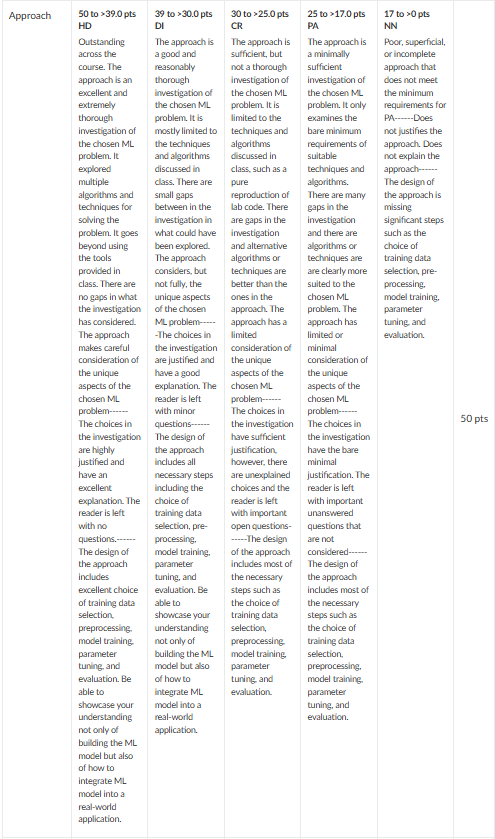 Approach
50 to >39.0 pts
HD
Outstanding
across the
course. The
approach is an
excellent and
extremely
thorough
investigation of
the chosen ML
problem. It
explored
multiple
algorithms and
techniques for
solving the
problem. It goes
beyond using
the tools
provided in
class. There are
no gaps in what
the investigation
has considered.
The approach
makes careful
consideration of
the unique
aspects of the
chosen ML
problem------
The choices in
the investigation
are highly
justified and
have an
excellent
explanation. The
reader is left
with no
questions.------
The design of
the approach
includes
excellent choice
of training data
selection,
preprocessing,
model training,
parameter
tuning, and
evaluation. Be
able to
showcase your
understanding
not only of
building the ML
model but also
of how to
integrate ML
model into a
real-world
application.
39 to >30.0 pts
DI
The approach is
a good and
reasonably
thorough
investigation of
the chosen ML
problem. It is
mostly limited to
the techniques
and algorithms
discussed in
class. There are
small gaps
between in the
investigation in
what could have
been explored.
The approach
considers, but
not fully, the
unique aspects
of the chosen
ML problem-----
-The choices in
the investigation
are justified and
have a good
explanation. The
reader is left
with minor
questions------
The design of
the approach
includes all
necessary steps
including the
choice of
training data
selection, pre-
processing,
model training,
parameter
tuning, and
evaluation. Be
able to
showcase your
understanding
not only of
building the ML
model but also
of how to
integrate ML
model into a
real-world
application.
30 to >25.0 pts
CR
The approach is
sufficient, but
not a thorough
investigation of
the chosen ML
problem. It is
limited to the
techniques and
algorithms
discussed in
class, such as a
pure
reproduction of
lab code. There
are gaps in the
investigation
and alternative
algorithms or
techniques are
better than the
ones in the
approach. The
approach has a
limited
consideration of
the unique
aspects of the
chosen ML
problem------
The choices in
the investigation
have sufficient
justification,
however, there
are unexplained
choices and the
reader is left
with important
open questions-
-----The design
of the approach
includes most of
the necessary
steps such as
the choice of
training data
selection,
preprocessing,
model training,
parameter
tuning, and
evaluation.
25 to >17.0 pts
PA
The approach is
a minimally
sufficient
investigation of
the chosen ML
problem. It only
examines the
bare minimum
requirements of
suitable
techniques and
algorithms.
There are many
gaps in the
investigation
and there are
algorithms or
techniques are
are clearly more
suited to the
chosen ML
problem. The
approach has
limited or
minimal
consideration of
the unique
aspects of the
chosen ML
problem------
The choices in
the investigation
have the bare
minimal
justification. The
reader is left
with important
unanswered
questions that
are not
considered------
The design of
the approach
includes most of
the necessary
steps such as
the choice of
training data
selection,
preprocessing,
model training,
parameter
tuning, and
evaluation.
17 to >0 pts
NN
Poor, superficial,
or incomplete
approach that
does not meet
the minimum
requirements for
PA------Does
not justifies the
approach. Does
not explain the
approach------
The design of
the approach is
missing
significant steps
such as the
choice of
training data
selection, pre-
processing,
model training,
parameter
tuning, and
evaluation.
50 pts